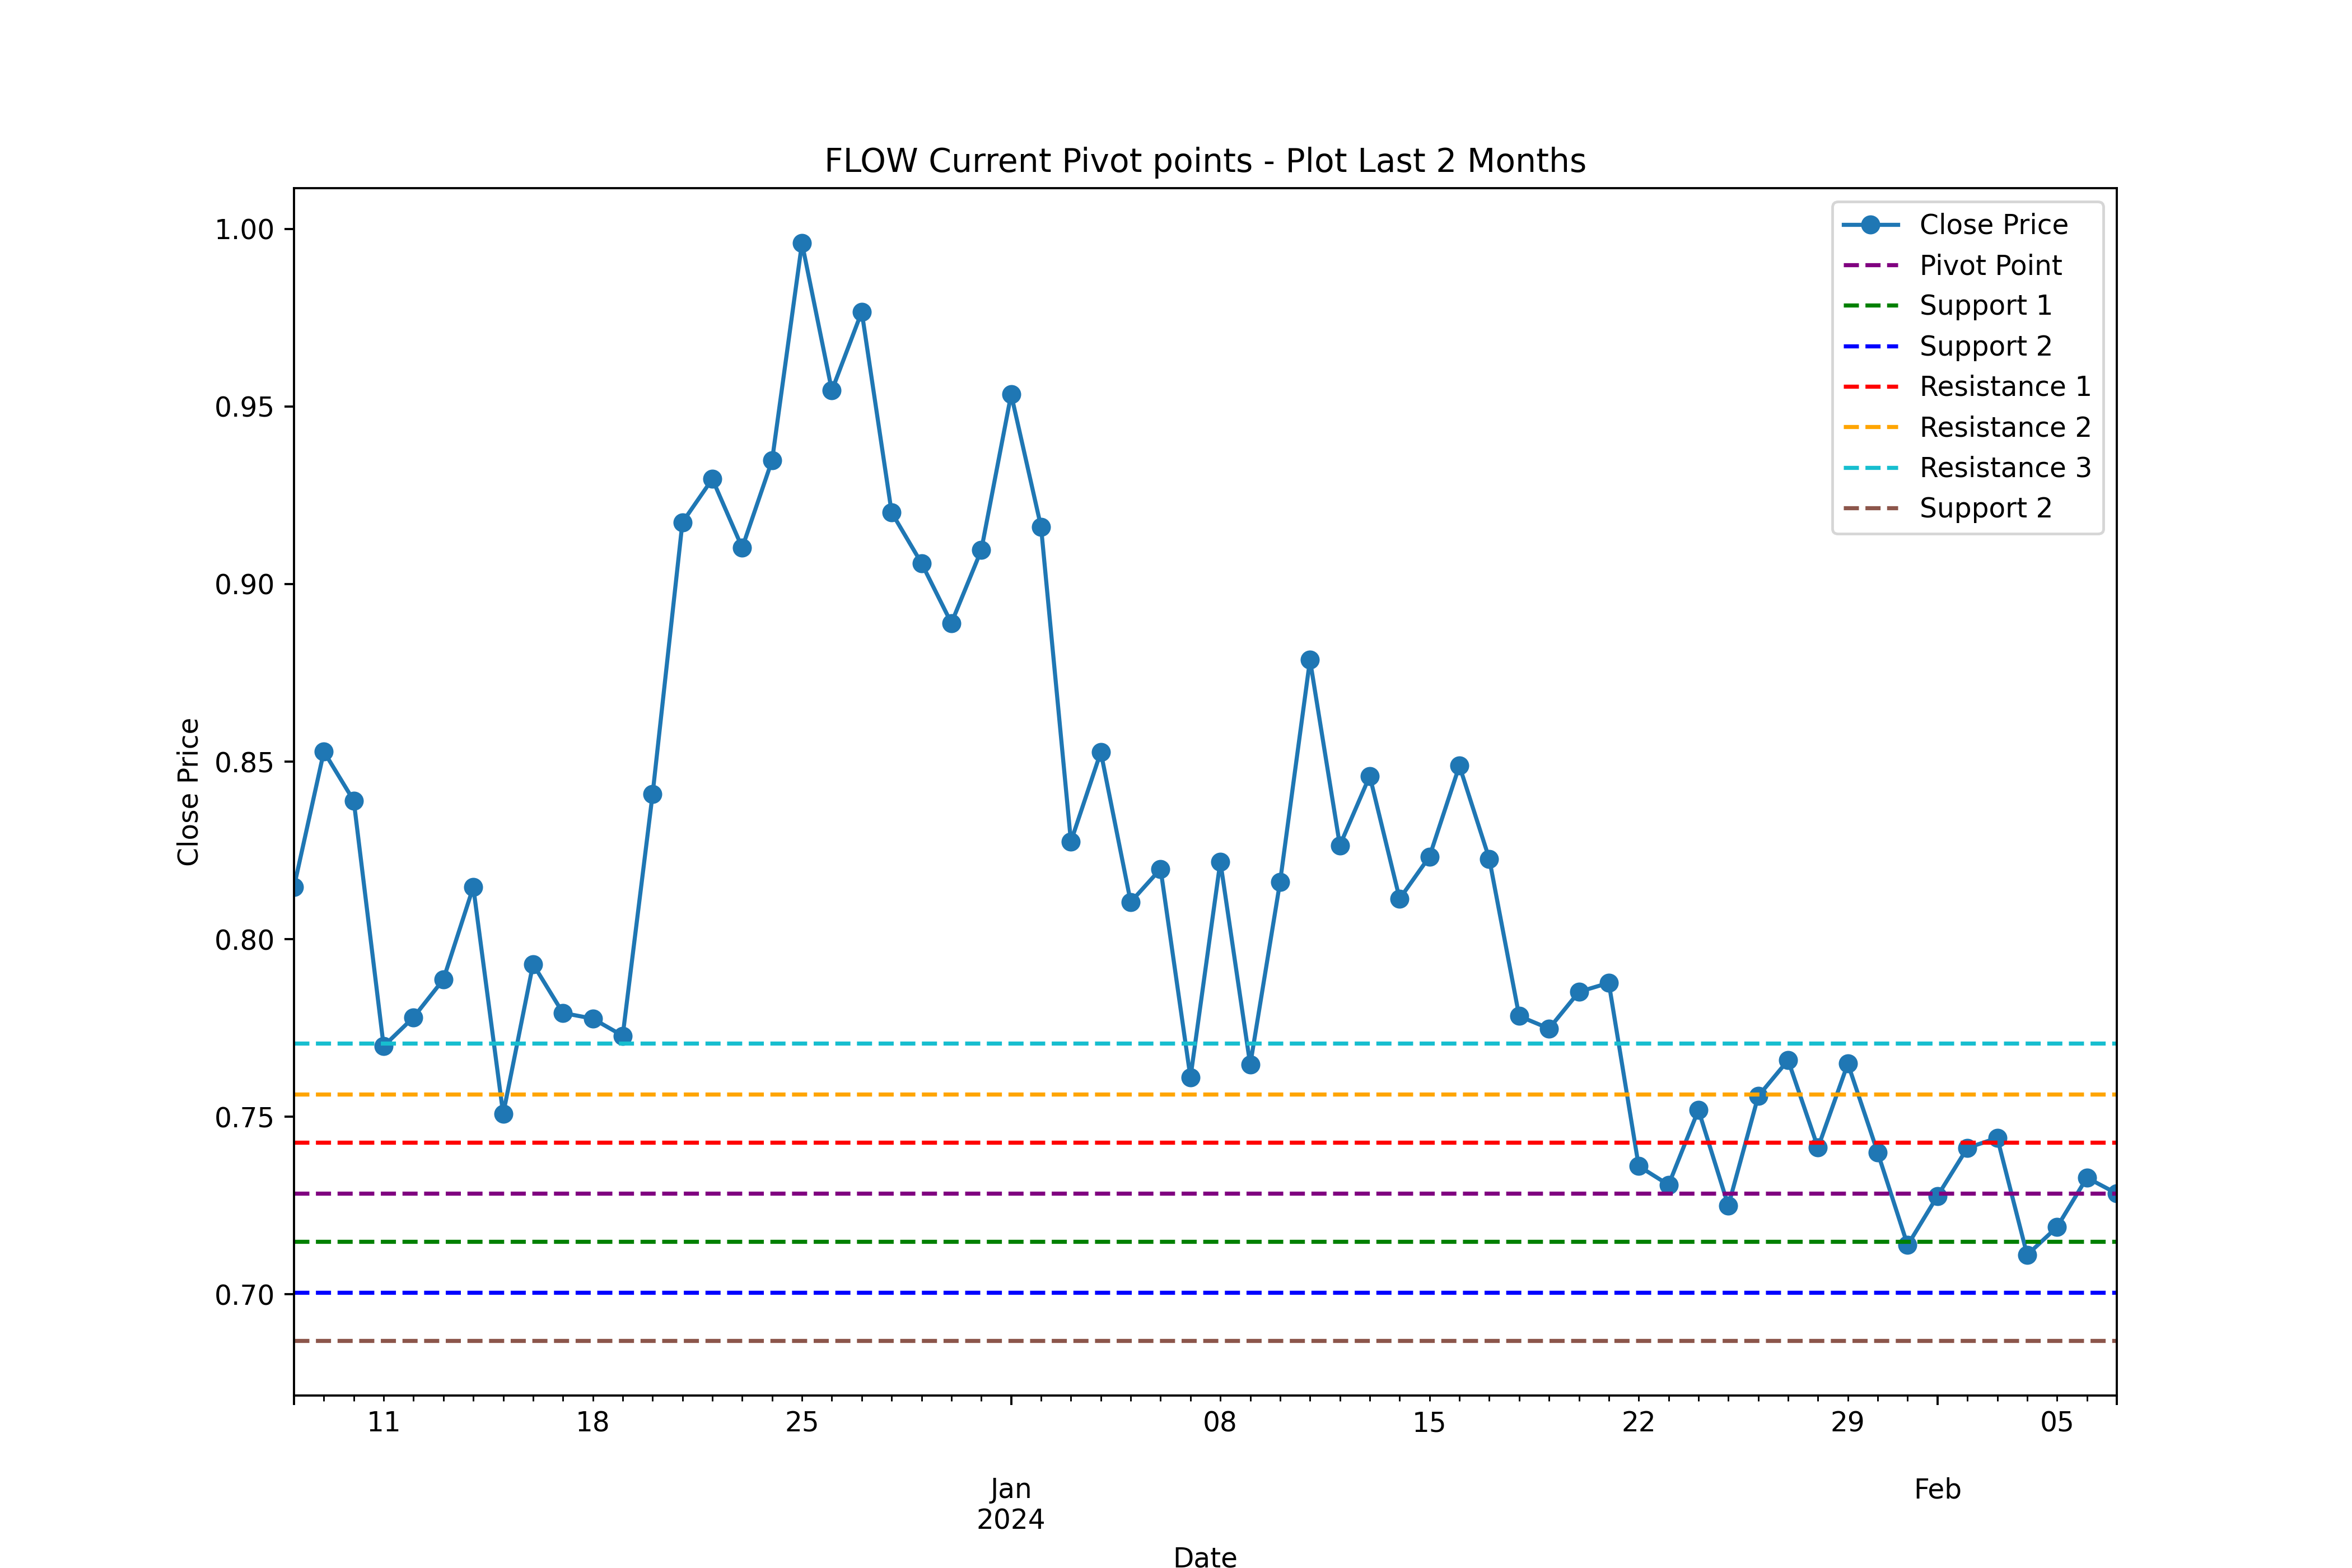 FLOW Current Pivot points - Plot Last 2 Months
1.00
0.95
0.90
0.85
0.80
0.75
0.70
Close Price
Close Price
Pivot Point
Support 1
Support 2
Resistance 1
Resistance 2
Resistance 3
Support 2
11 18 25 08 15 22 29 05
Jan Feb
2024
Date